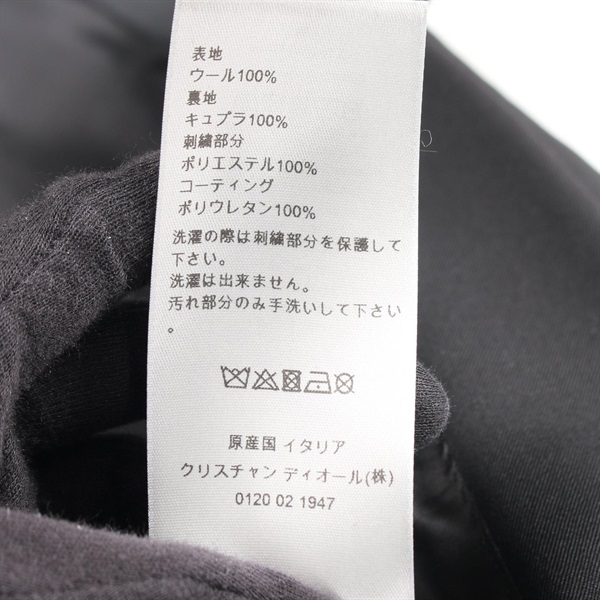 表地
ウール100%
裏地
キュプラ100%
刺繍部分
ポリエステル100%
コーティング
ポリウレタン100%
洗濯の際は刺繍部分を保護して
下さい。
洗濯は出来ません。
汚れ部分のみ手洗いして下さい
。
原産国 イタリア
クリスチャン ディオール(株)
0120 02 1947